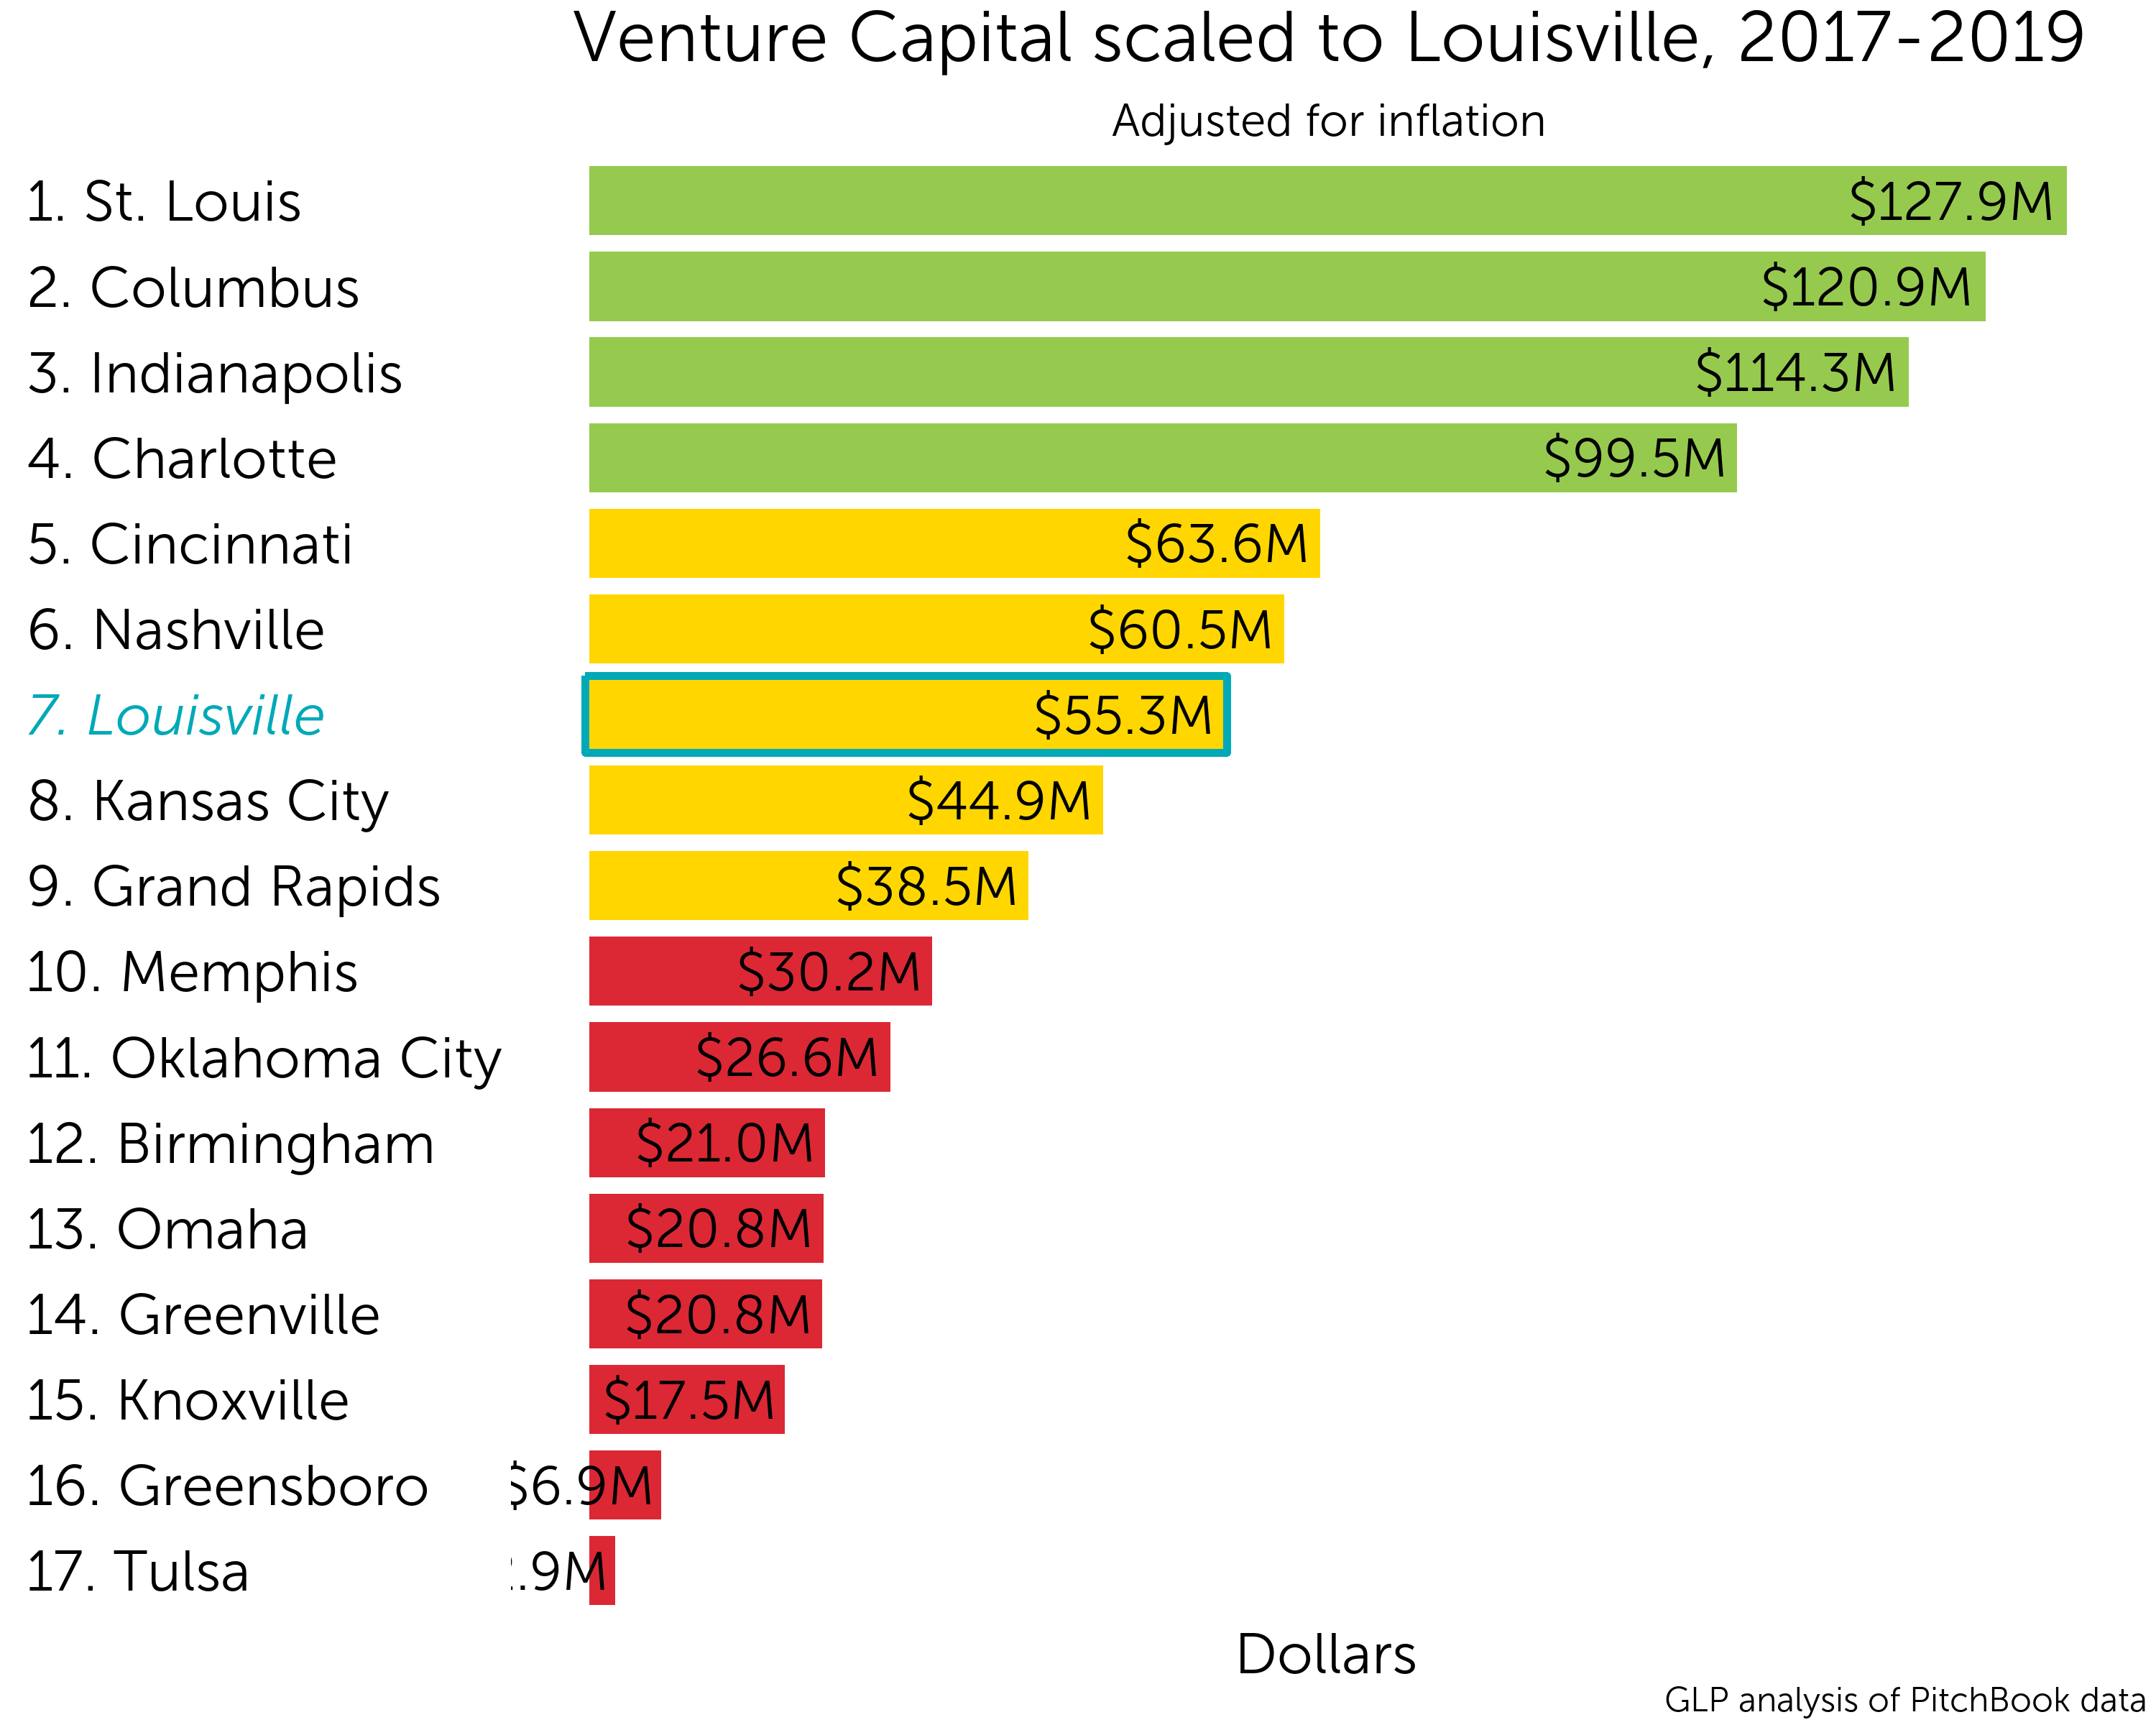 Venture Capital scaled to Louisville, 2017-2019
Adjusted for inflation
1. St. Louis $127.9M
2. Columbus $120.9M
3. Indianapolis $114.3M
4. Charlotte $99.5M
5. Cincinnati $63.6M
6. Nashville $60.5M
7. Louisville $55.3M
8. Kansas City $44.9M
9. Grand Rapids $38.5M
10. Memphis $30.2M
11. Oklahoma City $26.6M
12. Birmingham $21.0M
13. Omaha $20.8M
14. Greenville $20.8M
15. Knoxville $17.5M
16. Greensboro $6.9M
17. Tulsa .9M
Dollars
GLP analysis of PitchBook data